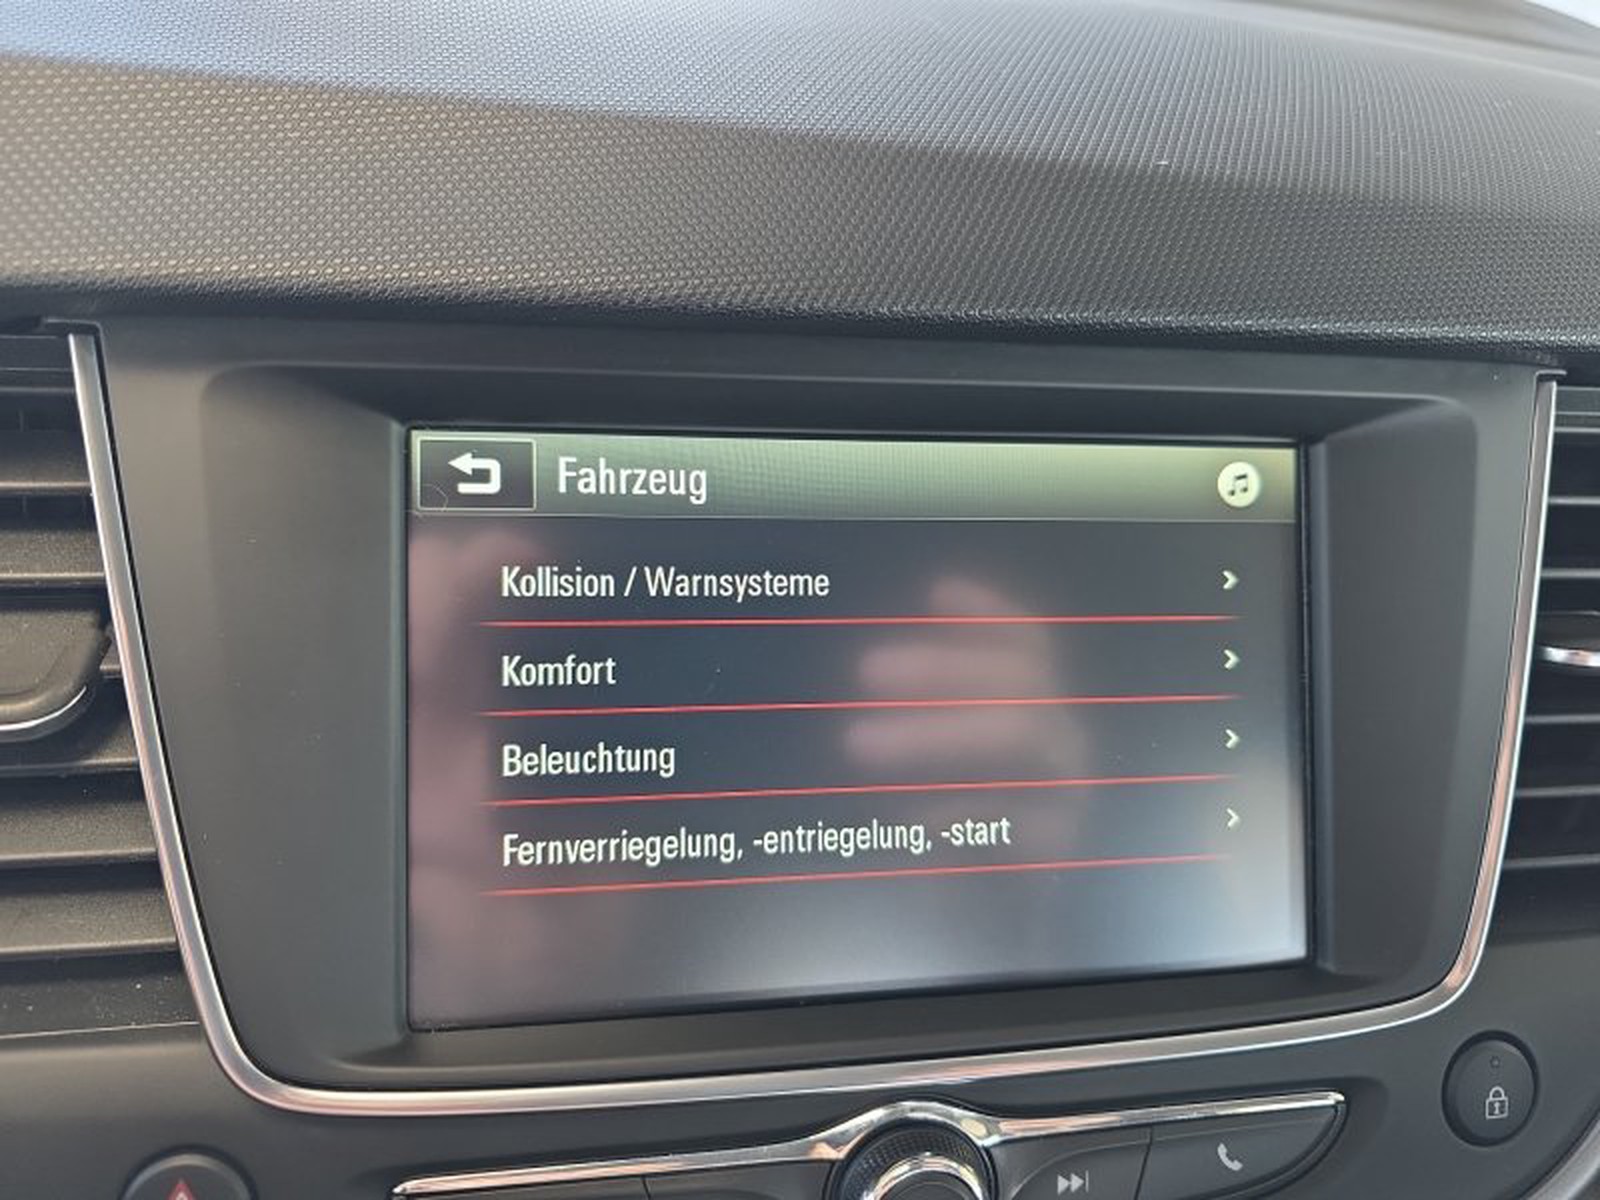 Fahrzeug
Kollision / Warnsysteme
Komfort
Beleuchtung
Fernverriegelung, -entriegelung, -start